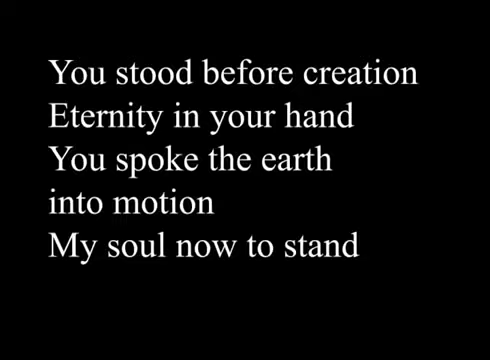 You stood before creation
Eternity in your hand
You spoke the earth
into motion
My soul now to stand